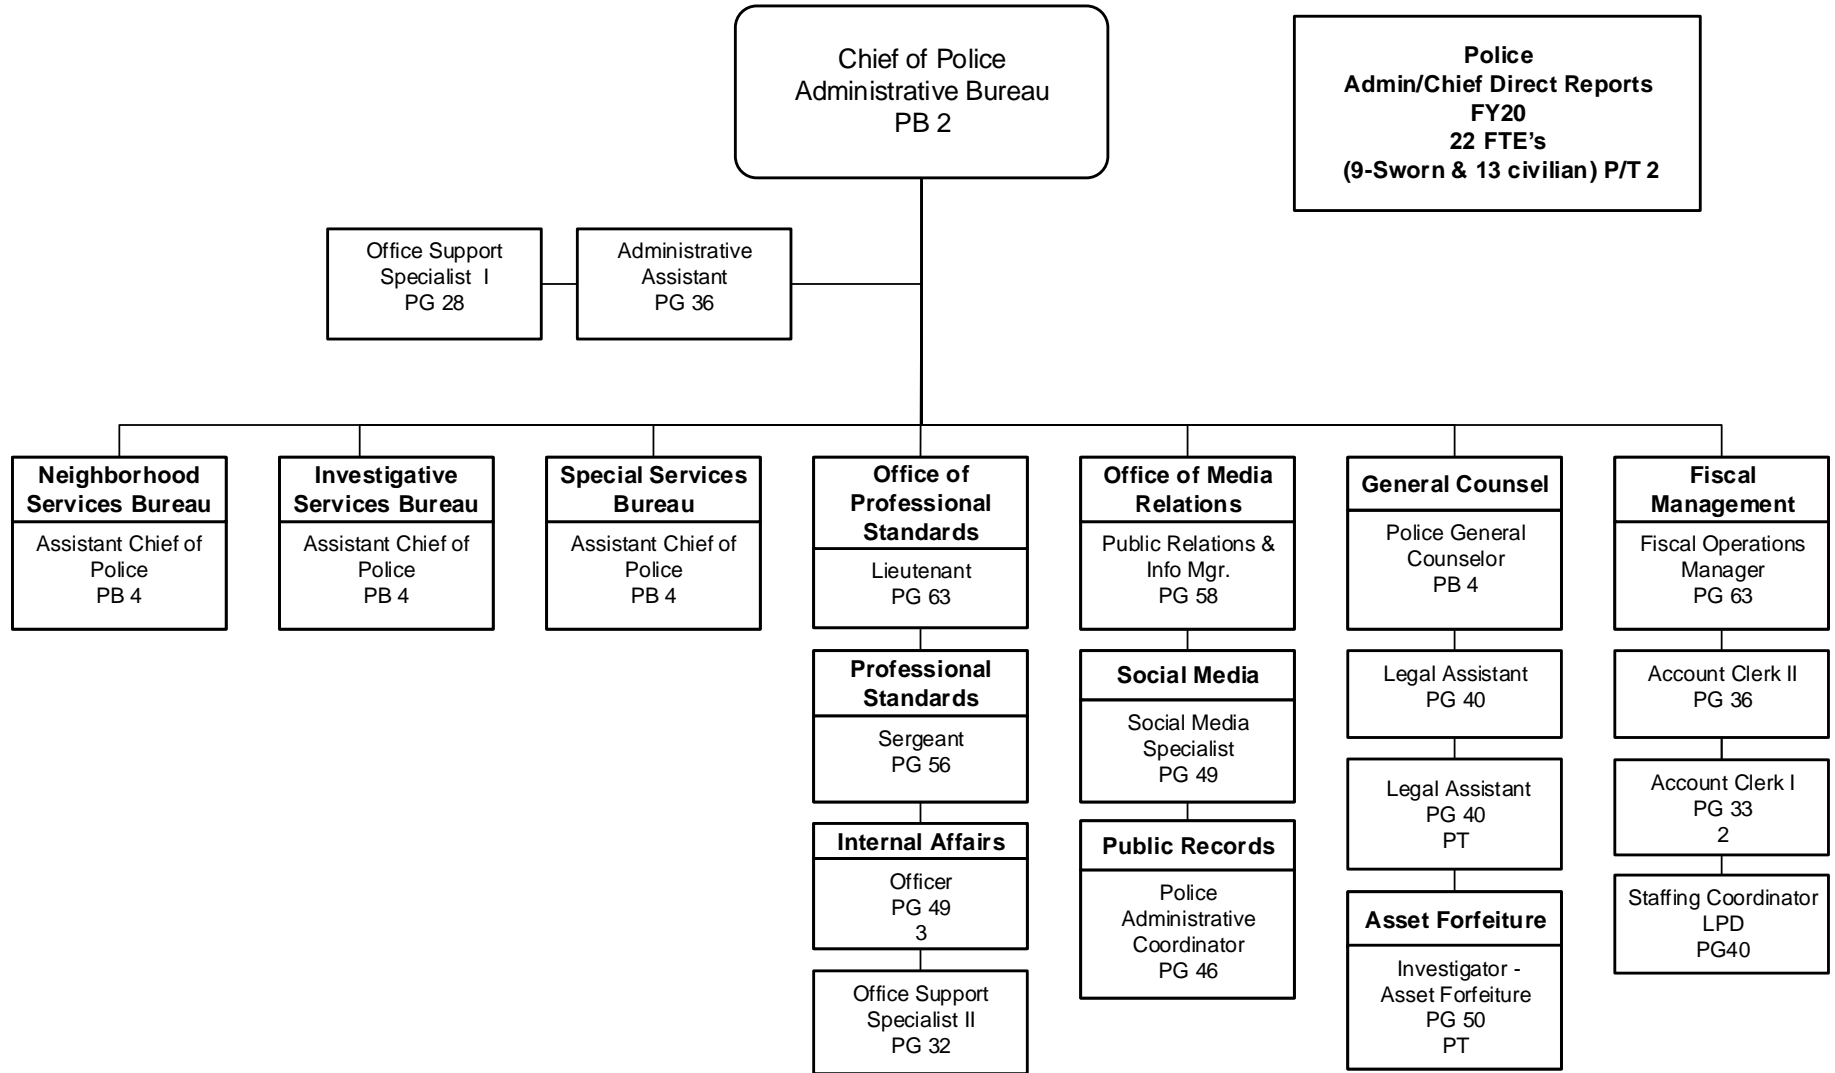 Chief of Police
Administrative Bureau
PB 2
Police
Admin/Chief Direct Reports
FY20
22 FTE's
(9-Sworn & 13 civilian) P/T 2
Office Support
Specialist I
PG 28
Administrative
Assistant
PG 36
Neighborhood
Services Bureau
Assistant Chief of
Police
PB 4
Investigative
Services Bureau
Assistant Chief of
Police
PB 4
Special Services
Bureau
Assistant Chief of
Police
PB 4
Office of
Professional
Standards
Lieutenant
PG 63
Professional
Standards
Sergeant
PG 56
Internal Affairs
Officer
PG 49
3
Office Support
Specialist II
PG 32
Office of Media
Relations
Public Relations &
Info Mgr.
PG 58
Social Media
Social Media
Specialist
PG 49
Public Records
Police
Administrative
Coordinator
PG 46
General Counsel
Police General
Counselor
PB 4
Legal Assistant
PG 40
Legal Assistant
PG 40
PT
Asset Forfeiture
Investigator -
Asset Forfeiture
PG 50
PT
Fiscal
Management
Fiscal Operations
Manager
PG 63
Account Clerk II
PG 36
Account Clerk I
PG 33
2
Staffing Coordinator
LPD
PG40